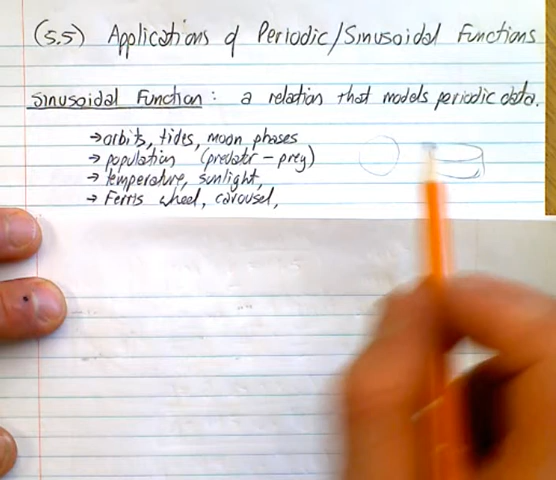 (5.5) Applications of Periodic/Sinusoidal Functions
Sinusoidal Function: a relation that models periodic data.
→ orbits, tides, moon phases
→ population (predator - prey)
→ temperature, sunlight,
→ Ferris wheel, carousel,